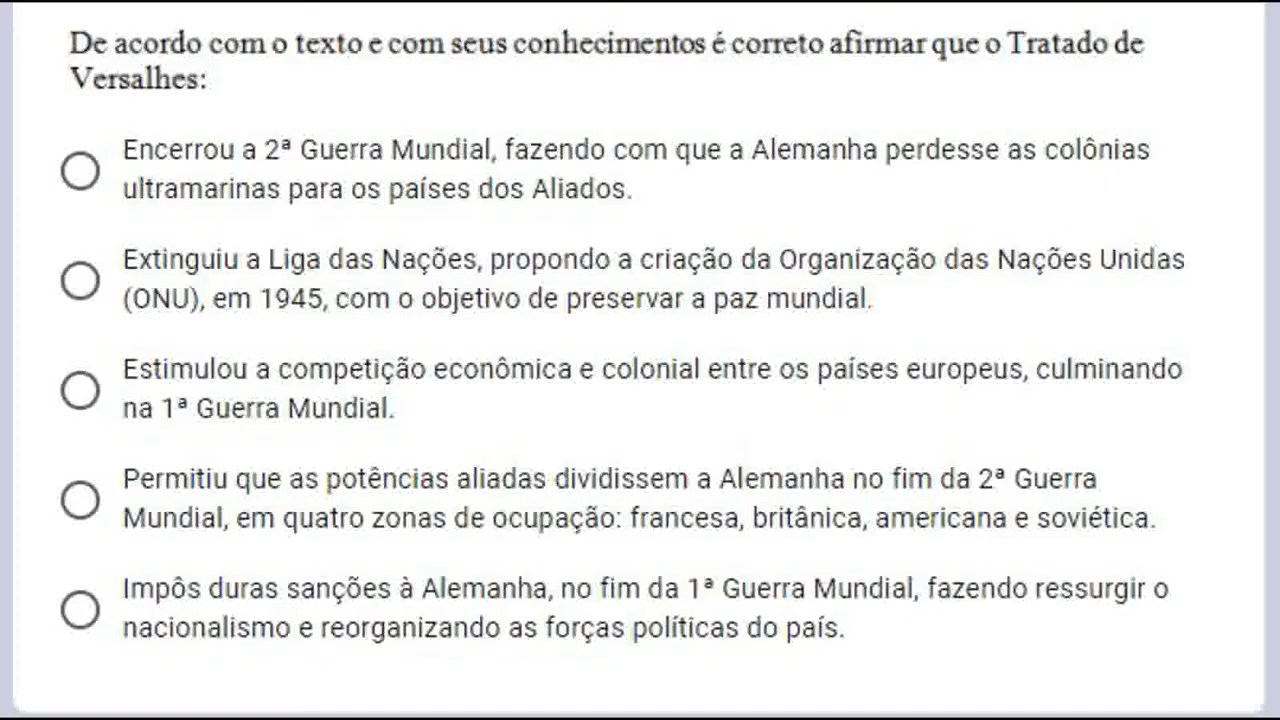 De acordo com o texto e com seus conhecimentos é correto afirmar que o Tratado de
Versalhes:
Encerrou a 2ª Guerra Mundial, fazendo com que a Alemanha perdesse as colônias
ultramarinas para os países dos Aliados.
Extinguiu a Liga das Nações, propondo a criação da Organização das Nações Unidas
(ONU), em 1945, com o objetivo de preservar a paz mundial.
Estimulou a competição econômica e colonial entre os países europeus, culminando
na 1ª Guerra Mundial.
Permitiu que as potências aliadas dividissem a Alemanha no fim da 2ª Guerra
Mundial, em quatro zonas de ocupação: francesa, britânica, americana e soviética.
Impôs duras sanções à Alemanha, no fim da 1ª Guerra Mundial, fazendo ressurgir o
nacionalismo e reorganizando as forças políticas do país.